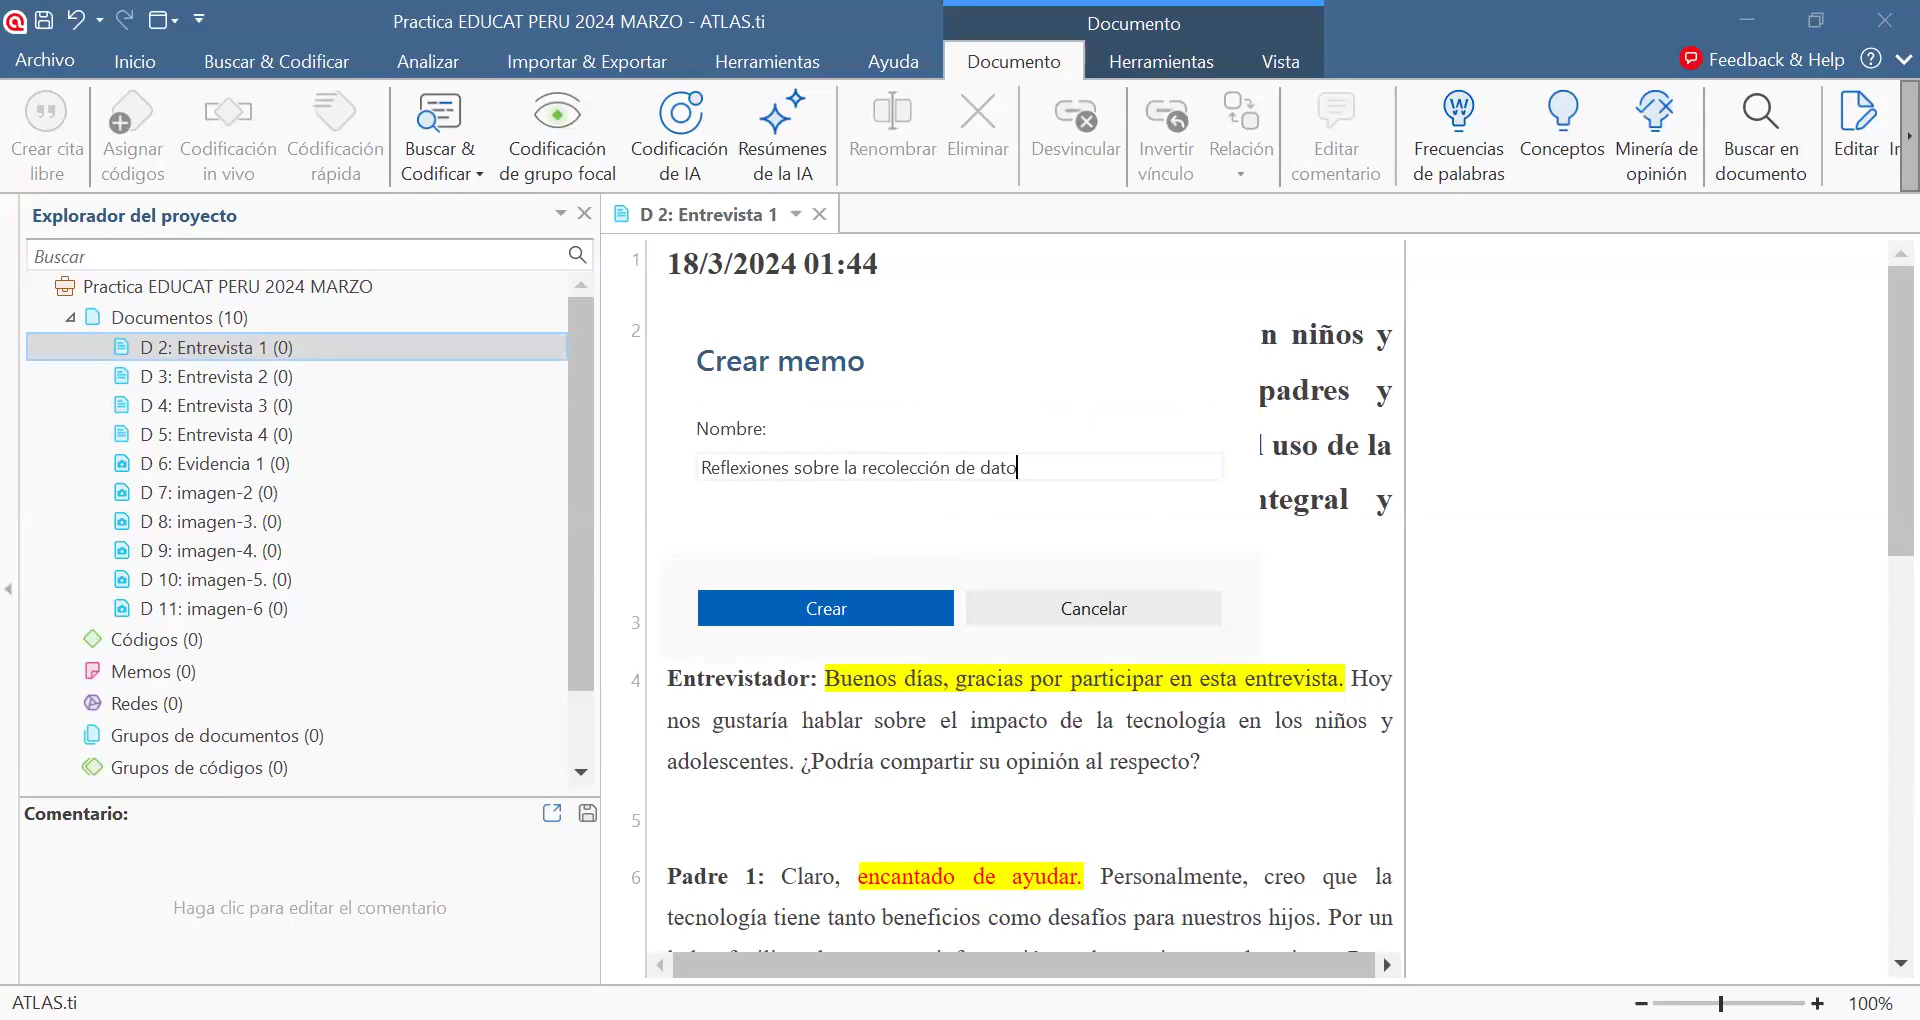 Practica EDUCAT PERU 2024 MARZO - ATLAS.ti
Documento
Archivo
Inicio
Buscar & Codificar
Analizar
Importar & Exportar
Herramientas
Ayuda
Documento
Herramientas
Vista
Feedback & Help
Crear cita
libre
Asignar
códigos
Codificación
in vivo
Códificación
rápida
Buscar &
Codificar
Codificación
de grupo focal
Codificación
de IA
Resúmenes
de la IA
Renombrar
Eliminar
Desvincular
Invertir
vínculo
Relación
Editar
comentario
Frecuencias
de palabras
Conceptos
Minería de
opinión
Buscar en
documento
Editar
Explorador del proyecto
Buscar
Practica EDUCAT PERU 2024 MARZO
Documentos (10)
D 2: Entrevista 1 (0)
D 3: Entrevista 2 (0)
D 4: Entrevista 3 (0)
D 5: Entrevista 4 (0)
D 6: Evidencia 1 (0)
D 7: imagen-2 (0)
D 8: imagen-3. (0)
D 9: imagen-4. (0)
D 10: imagen-5. (0)
D 11: imagen-6 (0)
Códigos (0)
Memos (0)
Redes (0)
Grupos de documentos (0)
Grupos de códigos (0)
Comentario:
Haga clic para editar el comentario
D 2: Entrevista 1
1 18/3/2024 01:44
2 n niños y
padres y
uso de la
ntegral y
Crear memo
Nombre:
Reflexiones sobre la recolección de dato
Crear
Cancelar
3
4 Entrevistador: Buenos días, gracias por participar en esta entrevista. Hoy
nos gustaría hablar sobre el impacto de la tecnología en los niños y
adolescentes. ¿Podría compartir su opinión al respecto?
5
6 Padre 1: Claro, encantado de ayudar. Personalmente, creo que la
tecnología tiene tanto beneficios como desafíos para nuestros hijos. Por un
ATLAS.ti
100%